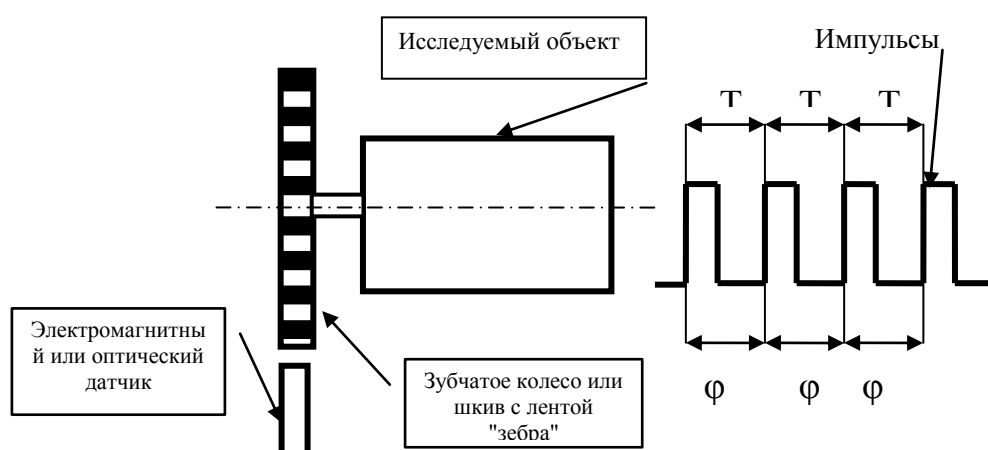 Исследуемый объект
Импульсы
T T T
Электромагнитны
й или оптический
датчик
Зубчатое колесо или
шкив с лентой
"зебра"
φ φ φ